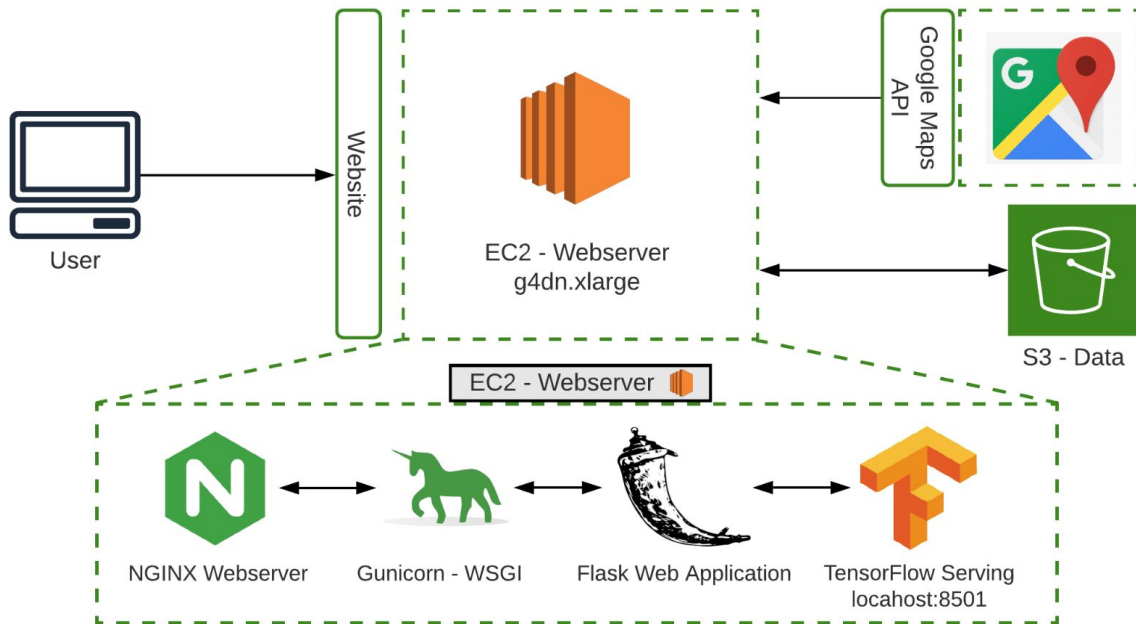 Website
Google Maps
API
G
User
EC2 - Webserver
g4dn.xlarge
S3 - Data
EC2 - Webserver
N
NGINX Webserver
Gunicorn - WSGI
Flask Web Application
TensorFlow Serving
locahost:8501